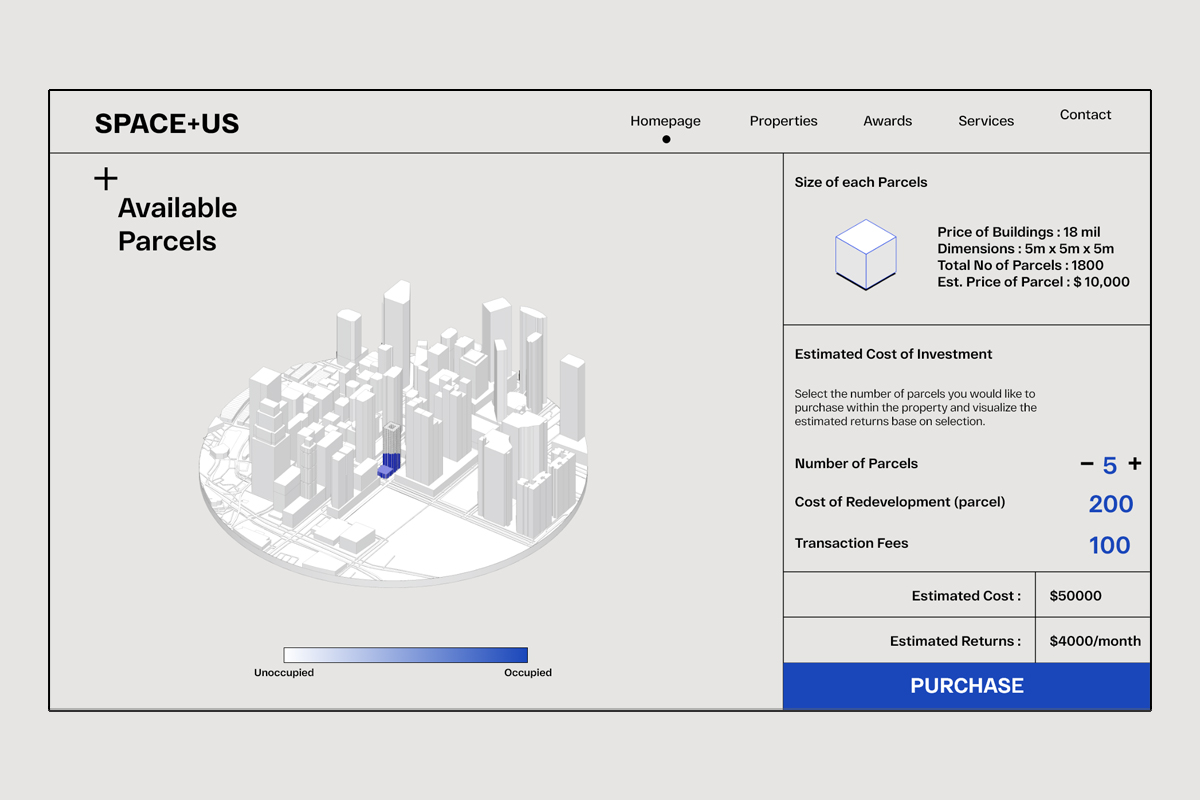 SPACE+US
Homepage
Properties
Awards
Services
Contact
+
Available
Parcels
Unoccupied
Occupied
Size of each Parcels
Price of Buildings : 18 mil
Dimensions : 5m x 5m x 5m
Total No of Parcels : 1800
Est. Price of Parcel : $ 10,000
Estimated Cost of Investment
Select the number of parcels you would like to
purchase within the property and visualize the
estimated returns base on selection.
Number of Parcels − 5 +
Cost of Redevelopment (parcel) 200
Transaction Fees 100
Estimated Cost : $50000
Estimated Returns : $4000/month
PURCHASE